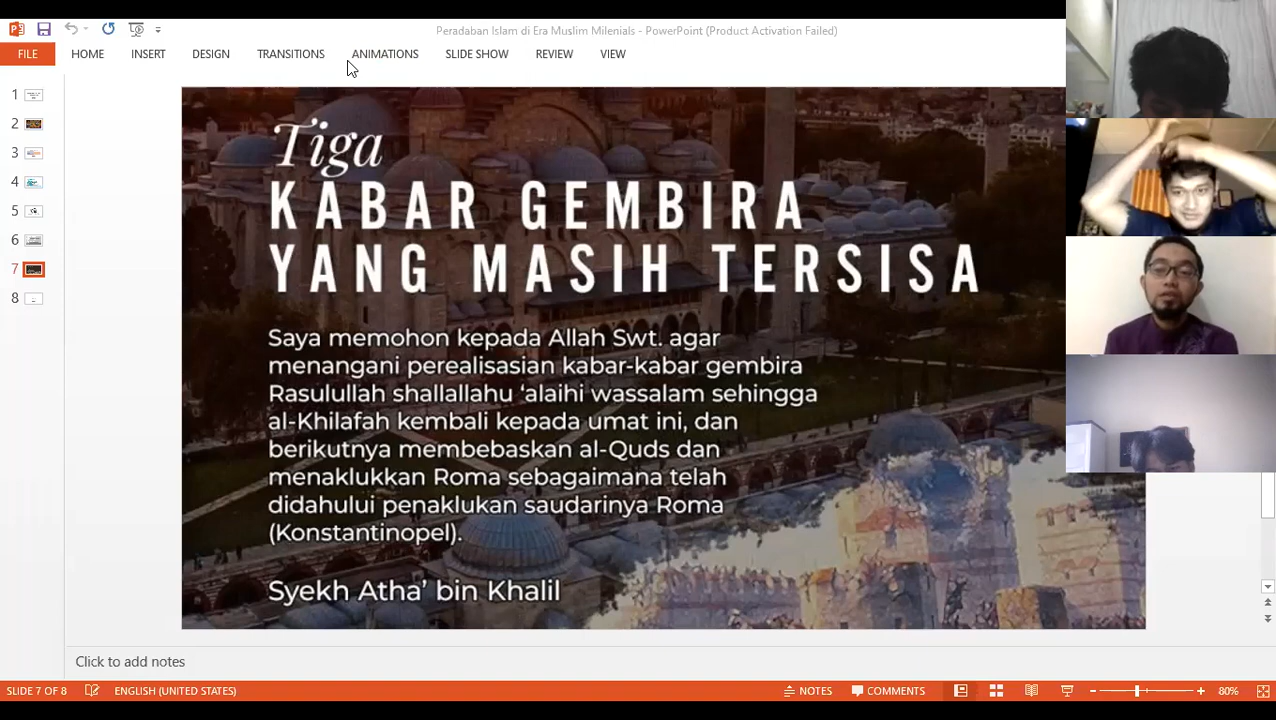 Peradaban Islam di Era Muslim Milenials - PowerPoint (Product Activation Failed)
FILE HOME INSERT DESIGN TRANSITIONS ANIMATIONS SLIDE SHOW REVIEW VIEW
1
2
3
4
5
6
7
8
Tiga
KABAR GEMBIRA
YANG MASIH TERSISA
Saya memohon kepada Allah Swt. agar
menangani perealisasian kabar-kabar gembira
Rasulullah shallallahu ‘alaihi wassalam sehingga
al-Khilafah kembali kepada umat ini, dan
berikutnya membebaskan al-Quds dan
menaklukkan Roma sebagaimana telah
didahului penaklukan saudarinya Roma
(Konstantinopel).
Syekh Atha’ bin Khalil
Click to add notes
SLIDE 7 OF 8 ENGLISH (UNITED STATES) NOTES COMMENTS 80%